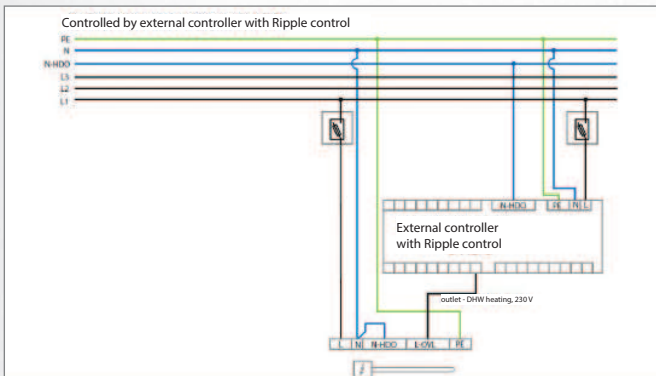 Controlled by external controller with Ripple control
PE
N
N-HDO
L3
L2
L1
N-HDO PE N L
External controller
with Ripple control
outlet - DHW heating, 230 V
L N N-HDO L-OVL PE